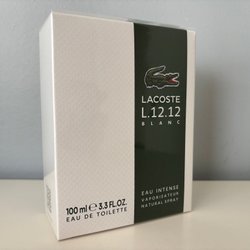 LACOSTE
L.12.12
BLANC
EAU INTENSE
VAPORISATEUR
NATURAL SPRAY
100 ml ℮ 3.3 FL.OZ.
EAU DE TOILETTE